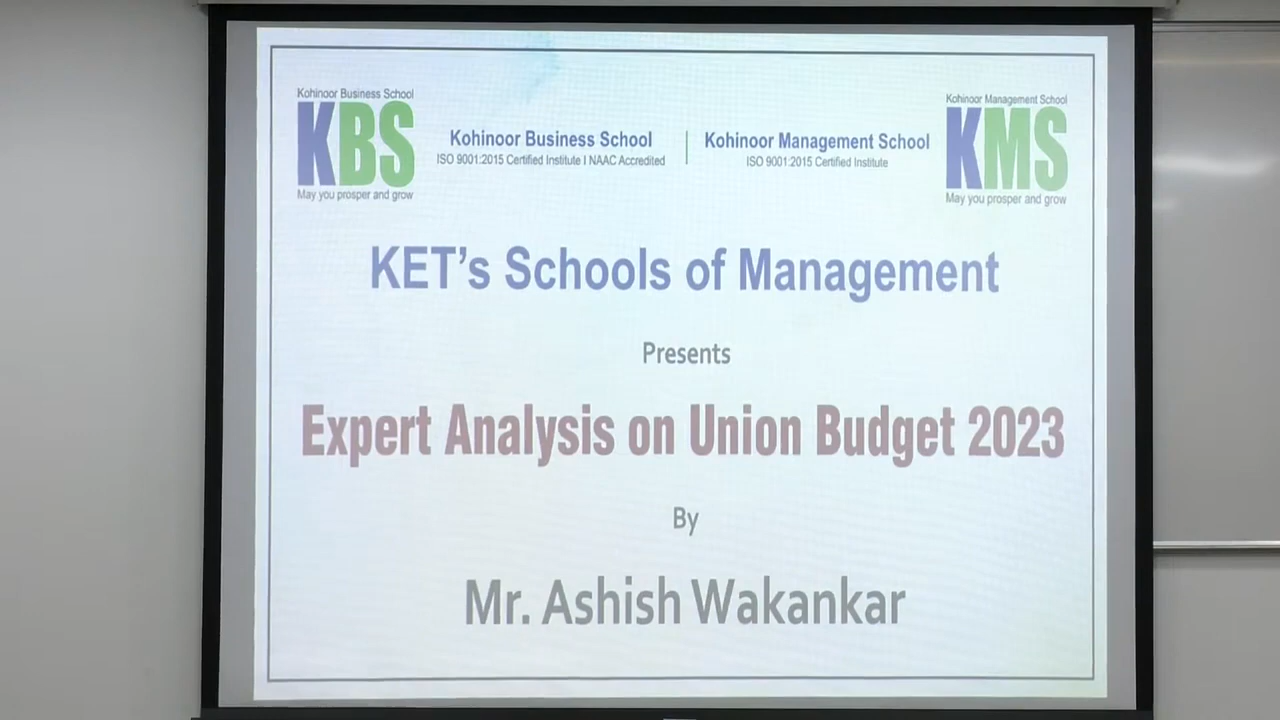 Kohinoor Business School
KBS
May you prosper and grow
Kohinoor Business School
ISO 9001:2015 Certified Institute I NAAC Accredited
Kohinoor Management School
ISO 9001:2015 Certified Institute
Kohinoor Management School
KMS
May you prosper and grow
KET's Schools of Management
Presents
Expert Analysis on Union Budget 2023
By
Mr. Ashish Wakankar